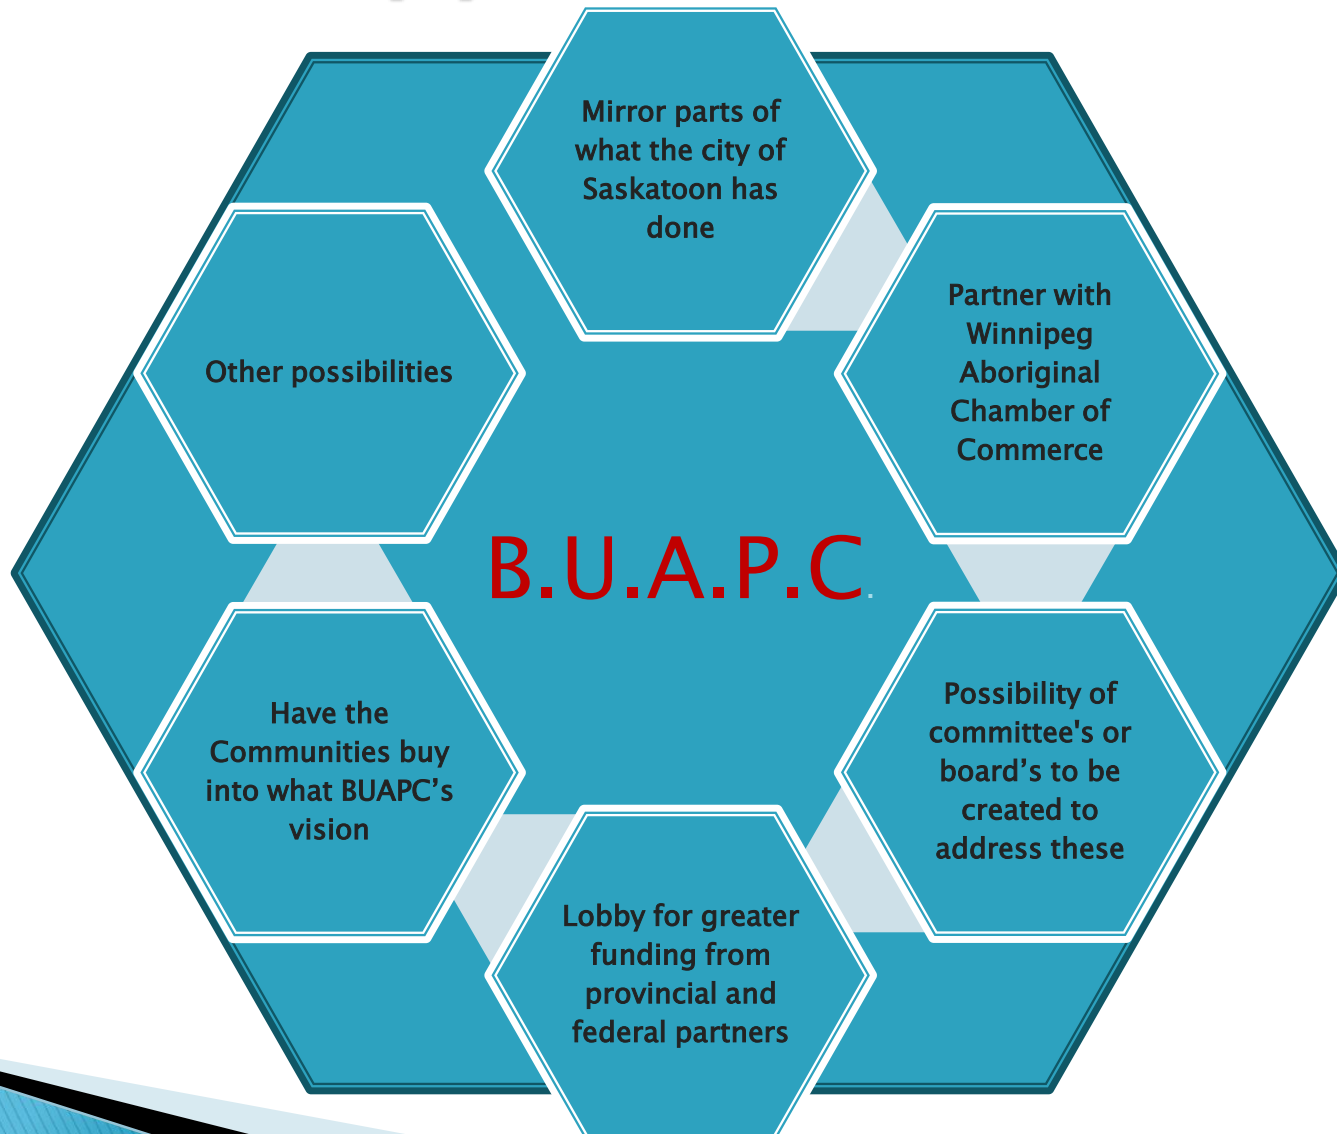 Mirror parts of
what the city of
Saskatoon has
done
Partner with
Winnipeg
Aboriginal
Chamber of
Commerce
Other possibilities
B.U.A.P.C.
Possibility of
committee's or
board’s to be
created to
address these
Have the
Communities buy
into what BUAPC’s
vision
Lobby for greater
funding from
provincial and
federal partners